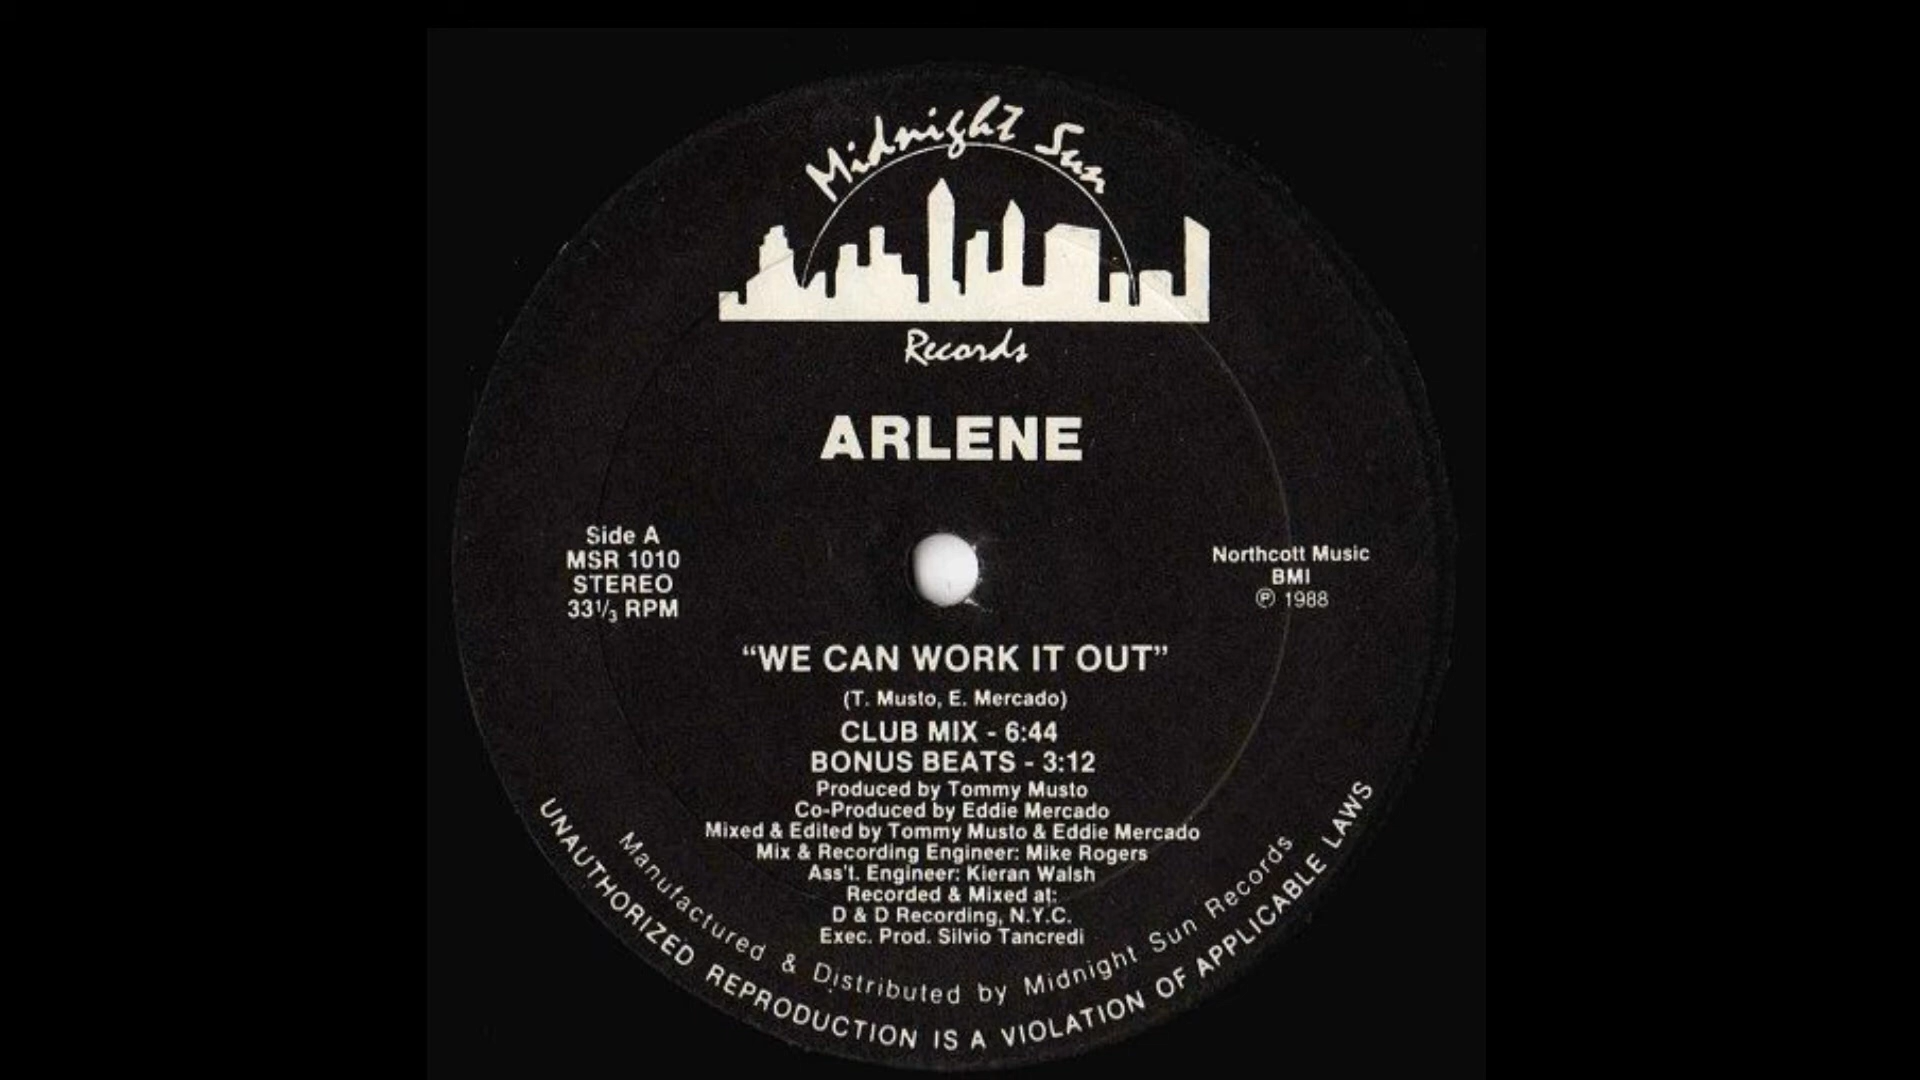 Midnight Sun
Records
ARLENE
Side A
MSR 1010
STEREO
33⅓ RPM
Northcott Music
BMI
℗ 1988
“WE CAN WORK IT OUT”
(T. Musto, E. Mercado)
CLUB MIX - 6:44
BONUS BEATS - 3:12
Produced by Tommy Musto
Co-Produced by Eddie Mercado
Mixed & Edited by Tommy Musto & Eddie Mercado
Mix & Recording Engineer: Mike Rogers
Ass't. Engineer: Kieran Walsh
Recorded & Mixed at:
D & D Recording, N.Y.C.
Exec. Prod. Silvio Tancredi
Manufactured & Distributed by Midnight Sun Records
UNAUTHORIZED REPRODUCTION IS A VIOLATION OF APPLICABLE LAWS